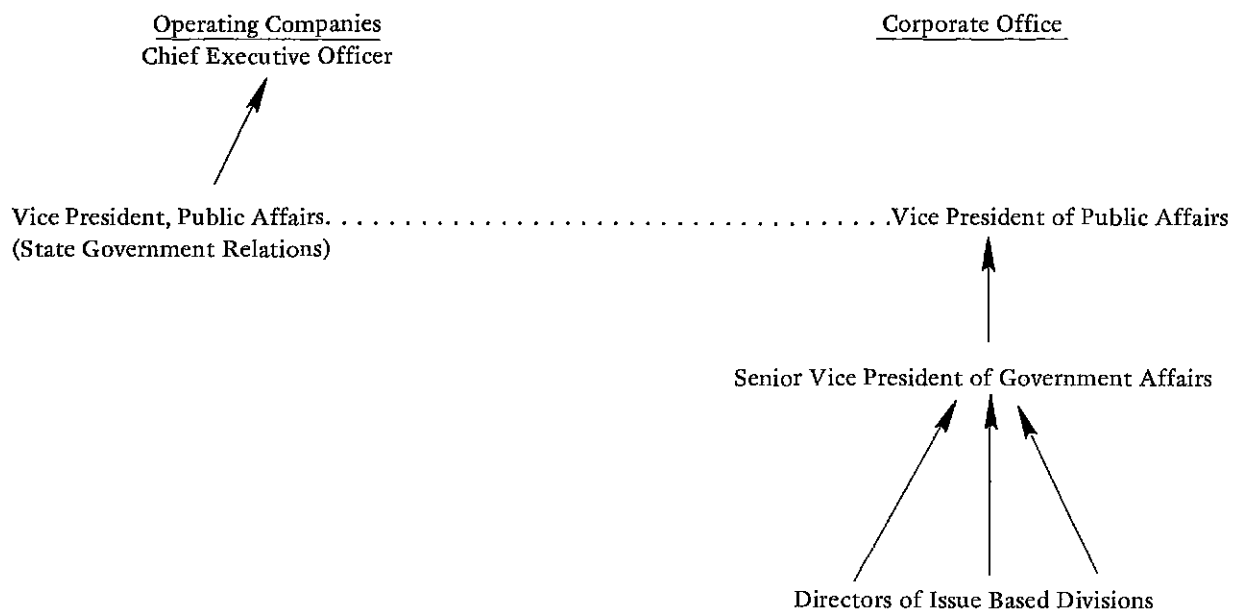 Operating Companies
Chief Executive Officer
Corporate Office
Vice President, Public Affairs. . . . . . . . . . . . . . . . . . . . . . . . . . . . . . . . . . . . .Vice President of Public Affairs
(State Government Relations)
Senior Vice President of Government Affairs
Directors of Issue Based Divisions